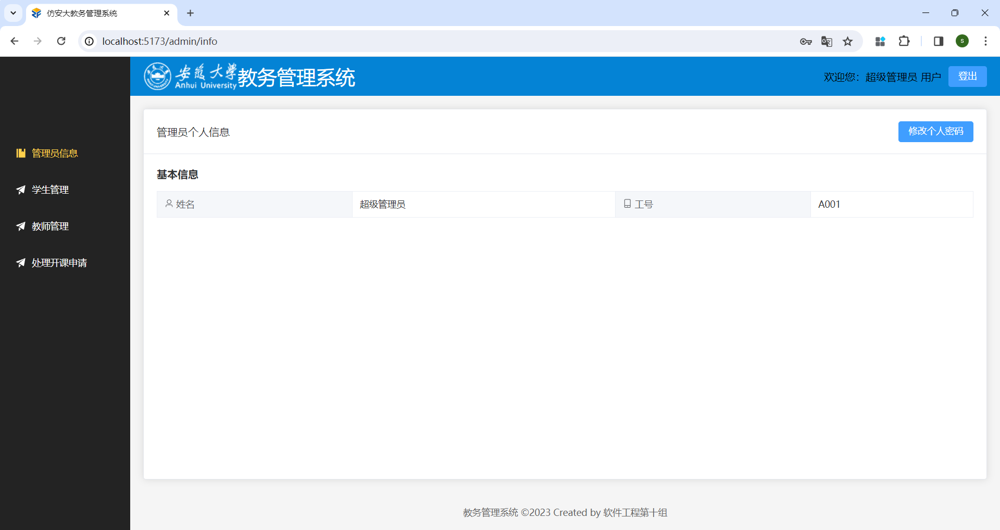 仿安大教务管理系统
localhost:5173/admin/info
S
安徽大学
Anhui University
教务管理系统
欢迎您：超级管理员 用户
登出
管理员信息
学生管理
教师管理
处理开课申请
管理员个人信息
修改个人密码
基本信息
姓名 超级管理员 工号 A001
教务管理系统 ©2023 Created by 软件工程第十组